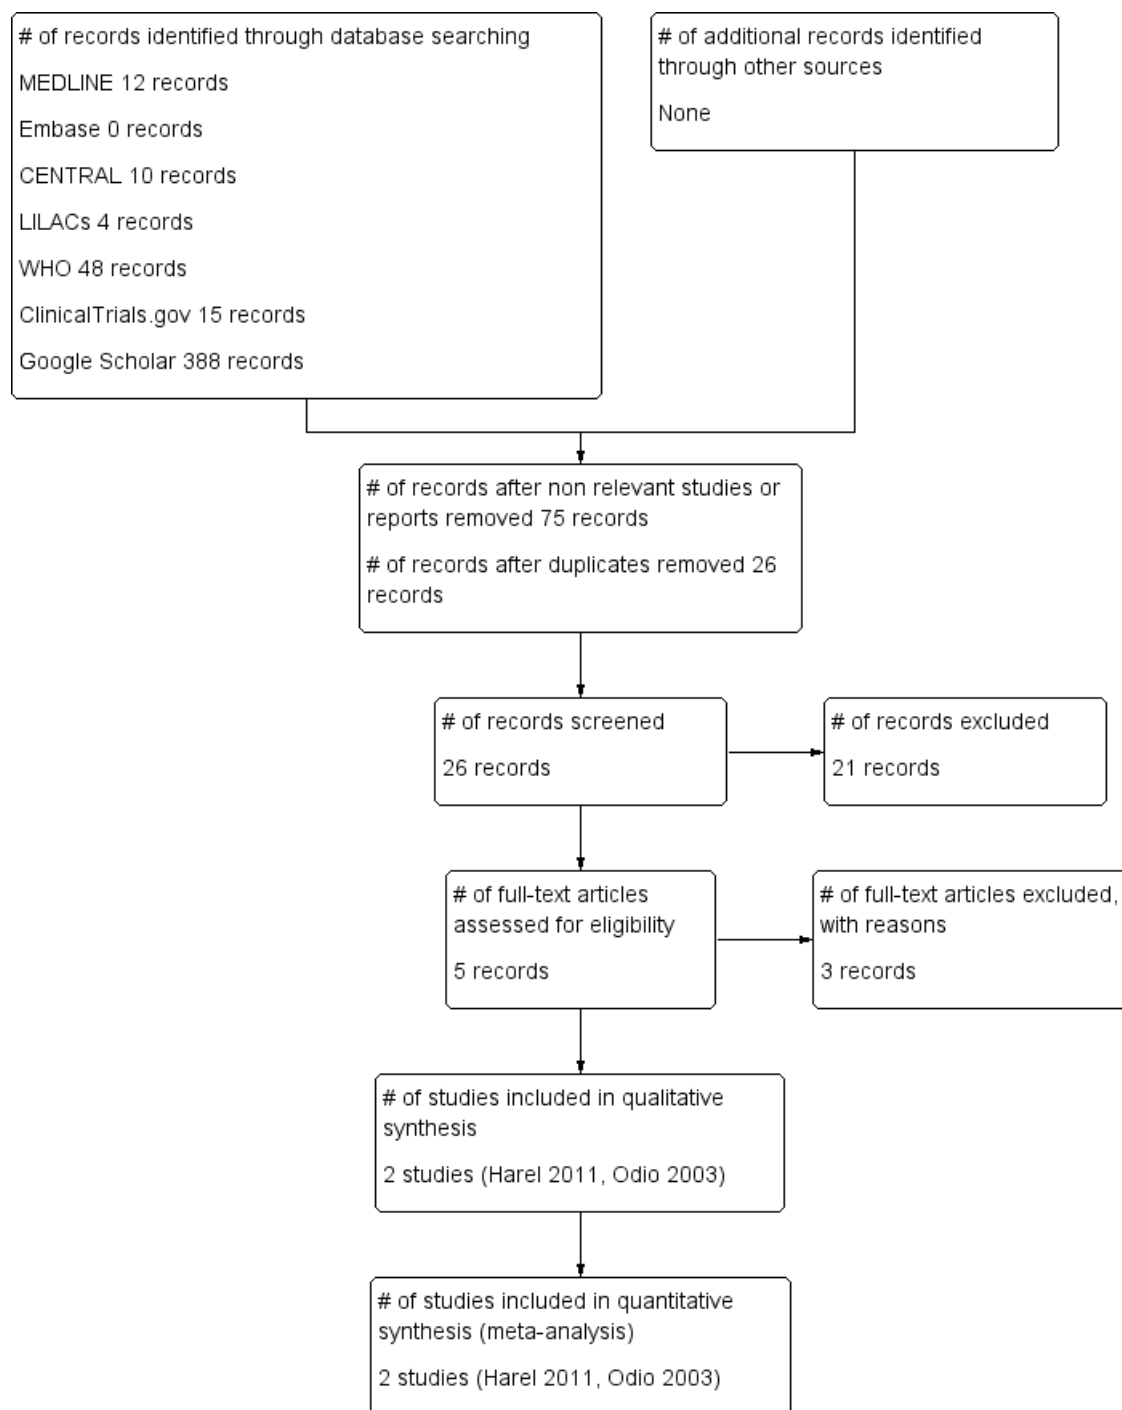 # of records identified through database searching
MEDLINE 12 records
Embase 0 records
CENTRAL 10 records
LILACs 4 records
WHO 48 records
ClinicalTrials.gov 15 records
Google Scholar 388 records
# of additional records identified
through other sources
None
# of records after non relevant studies or
reports removed 75 records
# of records after duplicates removed 26
records
# of records screened
26 records
# of records excluded
21 records
# of full-text articles
assessed for eligibility
5 records
# of full-text articles excluded,
with reasons
3 records
# of studies included in qualitative
synthesis
2 studies (Harel 2011, Odio 2003)
# of studies included in quantitative
synthesis (meta-analysis)
2 studies (Harel 2011, Odio 2003)